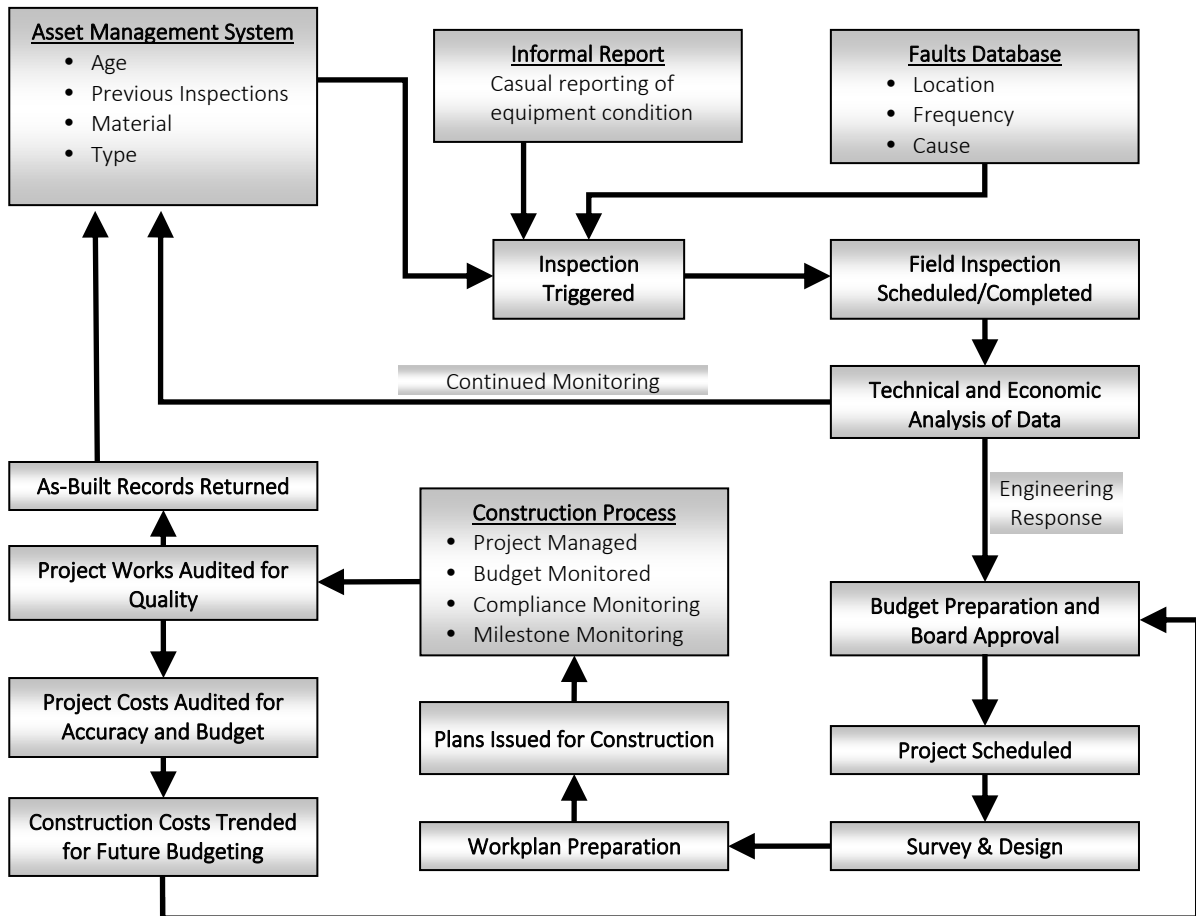 Asset Management System
• Age
• Previous Inspections
• Material
• Type
Informal Report
Casual reporting of
equipment condition
Faults Database
• Location
• Frequency
• Cause
Inspection
Triggered
Field Inspection
Scheduled/Completed
Continued Monitoring
Technical and Economic
Analysis of Data
Engineering
Response
As-Built Records Returned
Project Works Audited for
Quality
Construction Process
• Project Managed
• Budget Monitored
• Compliance Monitoring
• Milestone Monitoring
Budget Preparation and
Board Approval
Project Costs Audited for
Accuracy and Budget
Plans Issued for Construction
Project Scheduled
Construction Costs Trended
for Future Budgeting
Workplan Preparation
Survey & Design